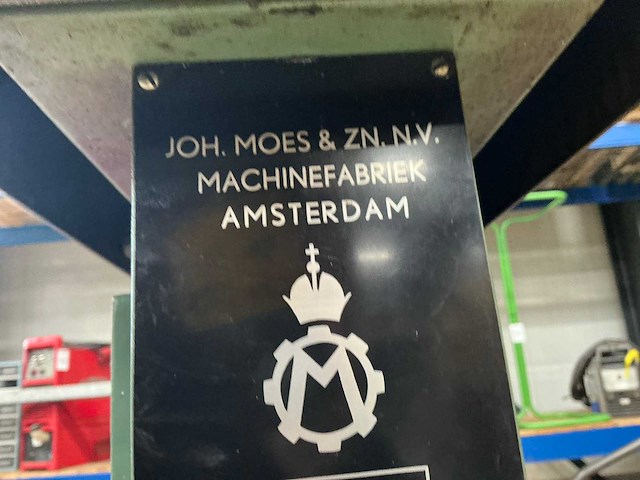 JOH. MOES & ZN. N.V.
MACHINEFABRIEK
AMSTERDAM
M